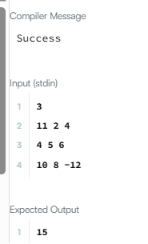 Compiler Message
Success
Input (stdin)
1 3
2 11 2 4
3 4 5 6
4 10 8 -12
Expected Output
1 15